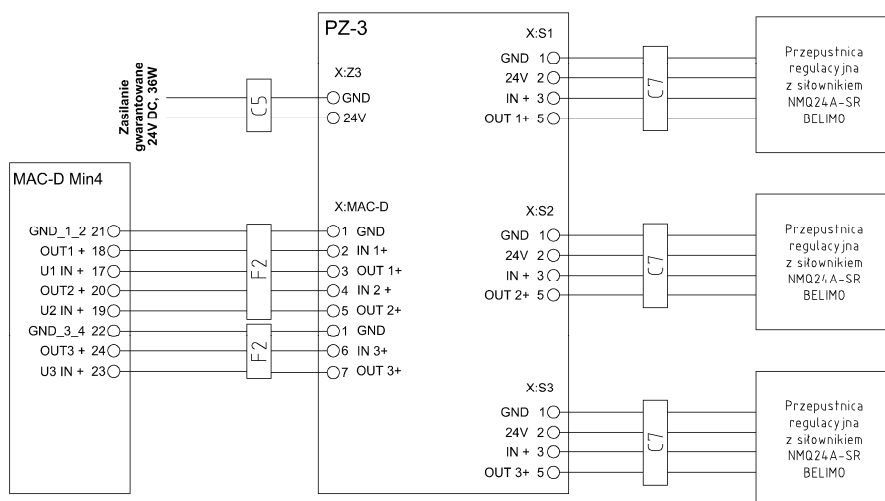 PZ-3
X:Z3
GND
24V
C5
Zasilanie
gwarantowane
24V DC, 36W
MAC-D Min4
GND_1_2 21
OUT1 + 18
U1 IN + 17
OUT2 + 20
U2 IN + 19
GND_3_4 22
OUT3 + 24
U3 IN + 23
F2
F2
X:MAC-D
1 GND
2 IN 1+
3 OUT 1+
4 IN 2 +
5 OUT 2+
1 GND
6 IN 3+
7 OUT 3+
X:S1
GND 1
24V 2
IN + 3
OUT 1+ 5
C7
Przepustnica
regulacyjna
z siłownikiem
NMQ24A-SR
BELIMO
X:S2
GND 1
24V 2
IN + 3
OUT 2+ 5
C7
Przepustnica
regulacyjna
z siłownikiem
NMQ24A-SR
BELIMO
X:S3
GND 1
24V 2
IN + 3
OUT 3+ 5
C7
Przepustnica
regulacyjna
z siłownikiem
NMQ24A-SR
BELIMO